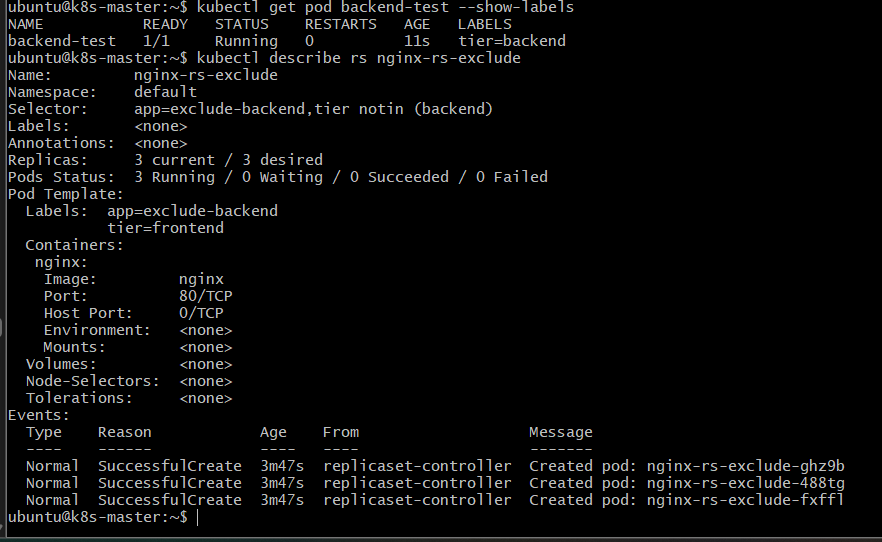 ubuntu@k8s-master:~$ kubectl get pod backend-test --show-labels
NAME           READY   STATUS    RESTARTS   AGE   LABELS
backend-test   1/1     Running   0          11s   tier=backend
ubuntu@k8s-master:~$ kubectl describe rs nginx-rs-exclude
Name:         nginx-rs-exclude
Namespace:    default
Selector:     app=exclude-backend,tier notin (backend)
Labels:       <none>
Annotations:  <none>
Replicas:     3 current / 3 desired
Pods Status:  3 Running / 0 Waiting / 0 Succeeded / 0 Failed
Pod Template:
  Labels:  app=exclude-backend
           tier=frontend
  Containers:
   nginx:
    Image:         nginx
    Port:          80/TCP
    Host Port:     0/TCP
    Environment:   <none>
    Mounts:        <none>
  Volumes:         <none>
  Node-Selectors:  <none>
  Tolerations:     <none>
Events:
  Type    Reason            Age    From                   Message
  ----    ------            ----   ----                   -------
  Normal  SuccessfulCreate  3m47s  replicaset-controller  Created pod: nginx-rs-exclude-ghz9b
  Normal  SuccessfulCreate  3m47s  replicaset-controller  Created pod: nginx-rs-exclude-488tg
  Normal  SuccessfulCreate  3m47s  replicaset-controller  Created pod: nginx-rs-exclude-fxffl
ubuntu@k8s-master:~$